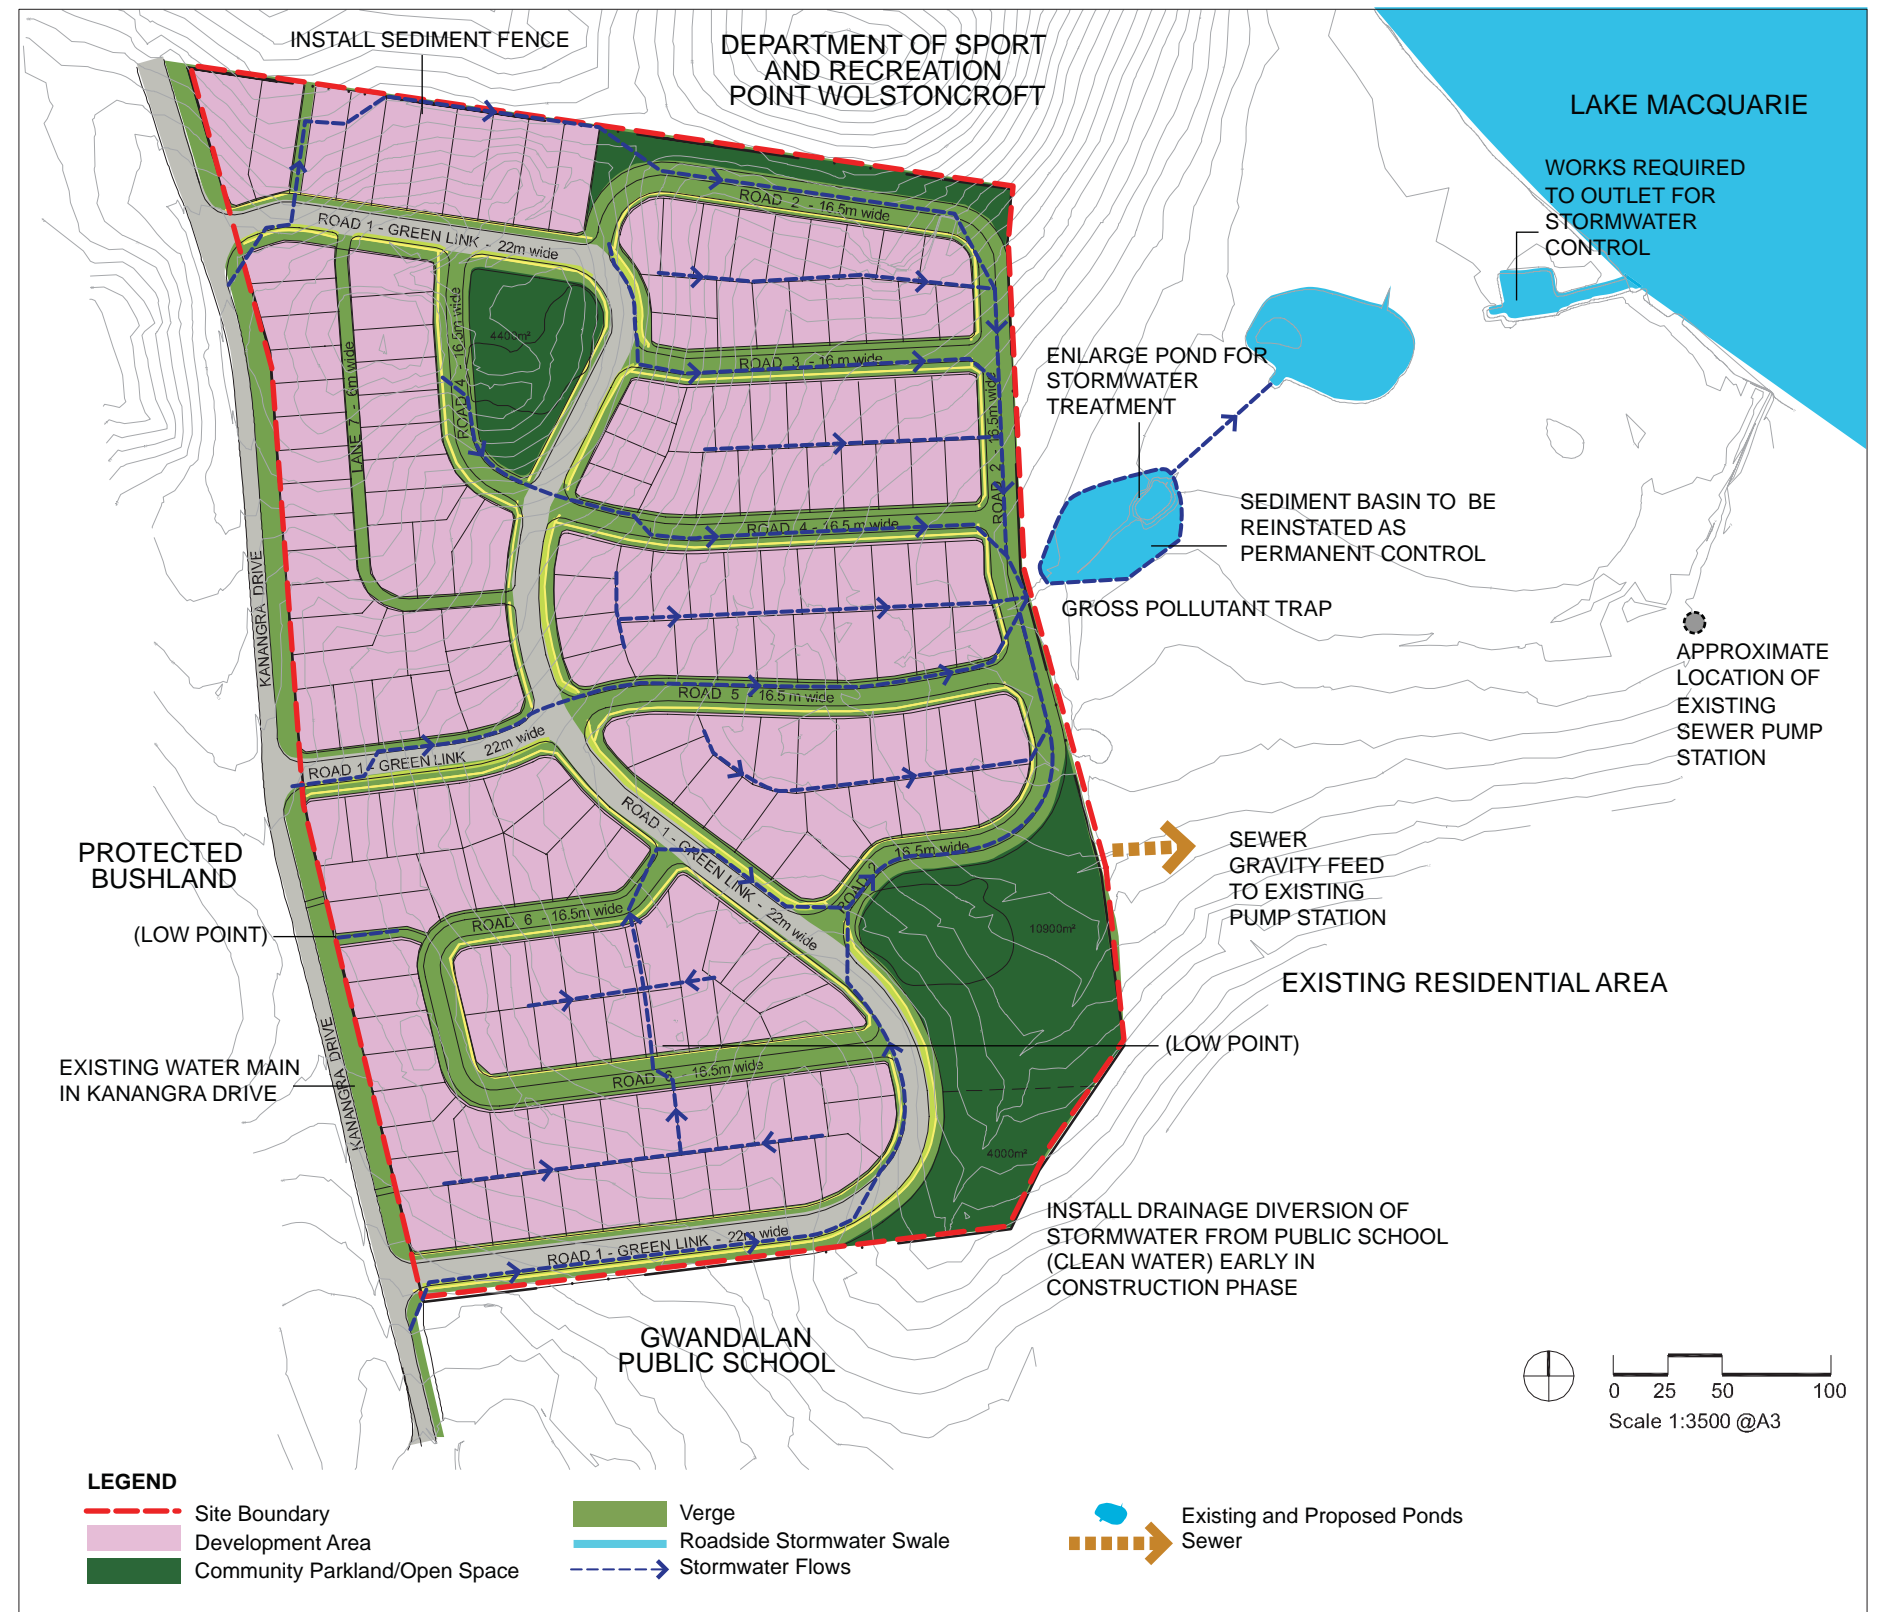 INSTALL SEDIMENT FENCE
DEPARTMENT OF SPORT
AND RECREATION
POINT WOLSTONCROFT
LAKE MACQUARIE
WORKS REQUIRED
TO OUTLET FOR
STORMWATER
CONTROL
ROAD 2 - 16.5m wide
ROAD 1 - GREEN LINK - 22m wide
4400m²
ROAD 4 - 16.5m wide
LANE 7 - 6m wide
ROAD 3 - 16 m wide
ROAD 2 - 16.5m wide
ENLARGE POND FOR
STORMWATER
TREATMENT
SEDIMENT BASIN TO BE
REINSTATED AS
PERMANENT CONTROL
ROAD 4 - 16.5 m wide
GROSS POLLUTANT TRAP
KANANGRA DRIVE
APPROXIMATE
LOCATION OF
EXISTING
SEWER PUMP
STATION
ROAD 5 - 16.5 m wide
ROAD 1 - GREEN LINK 22m wide
ROAD 1 - GREEN LINK - 22m wide
ROAD 2 16.5m wide
PROTECTED
BUSHLAND
SEWER
GRAVITY FEED
TO EXISTING
PUMP STATION
ROAD 6 - 16.5m wide
(LOW POINT)
10900m²
EXISTING RESIDENTIAL AREA
(LOW POINT)
EXISTING WATER MAIN
IN KANANGRA DRIVE
KANANGRA DRIVE
ROAD 6 - 16.5m wide
4000m²
ROAD 1 - GREEN LINK - 22m wide
INSTALL DRAINAGE DIVERSION OF
STORMWATER FROM PUBLIC SCHOOL
(CLEAN WATER) EARLY IN
CONSTRUCTION PHASE
GWANDALAN
PUBLIC SCHOOL
0 25 50 100
Scale 1:3500 @A3
LEGEND
Site Boundary
Development Area
Community Parkland/Open Space
Verge
Roadside Stormwater Swale
Stormwater Flows
Existing and Proposed Ponds
Sewer